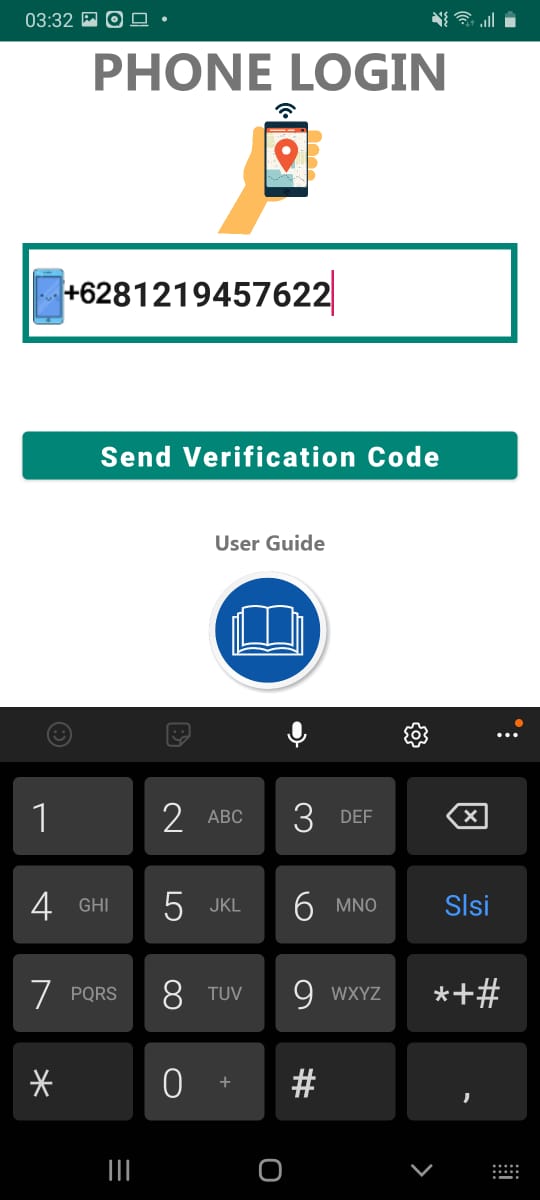 03:32
PHONE LOGIN
+6281219457622
Send Verification Code
User Guide
1
2 ABC
3 DEF
4 GHI
5 JKL
6 MNO
Slsi
7 PQRS
8 TUV
9 WXYZ
*+#
*
0 +
#
,